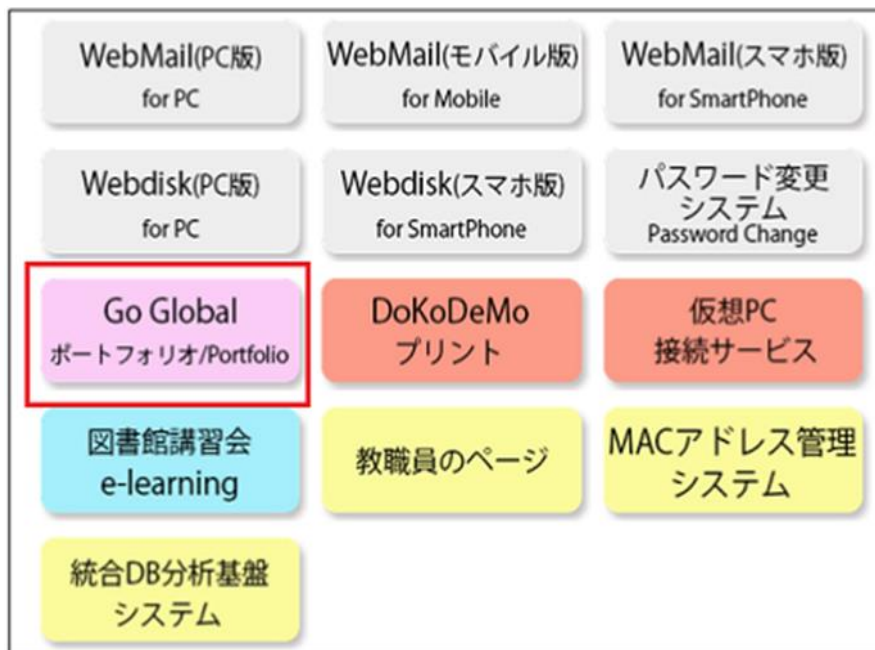 WebMail(PC版)
for PC
WebMail(モバイル版)
for Mobile
WebMail(スマホ版)
for SmartPhone
Webdisk(PC版)
for PC
Webdisk(スマホ版)
for SmartPhone
パスワード変更
システム
Password Change
Go Global
ポートフォリオ/Portfolio
DoKoDeMo
プリント
仮想PC
接続サービス
図書館講習会
e-learning
教職員のページ
MACアドレス管理
システム
統合DB分析基盤
システム